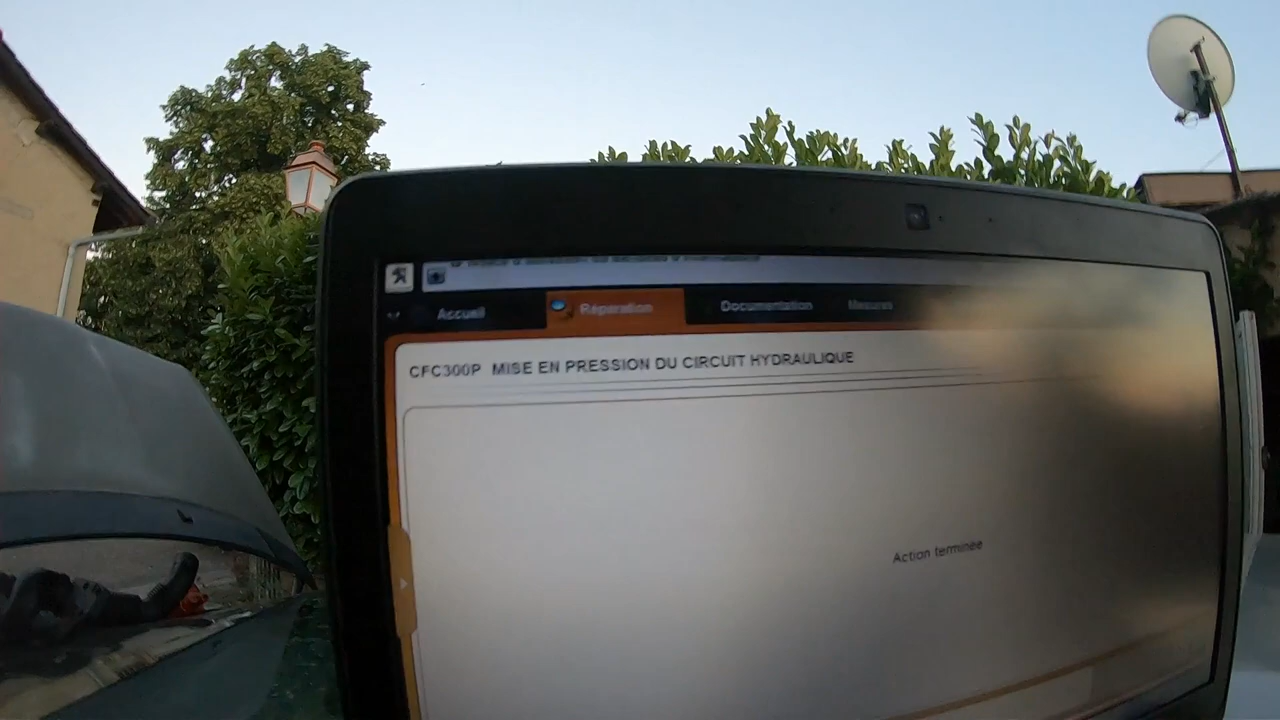 Accueil Réparation Documentation Mesures
CFC300P MISE EN PRESSION DU CIRCUIT HYDRAULIQUE
Action terminée